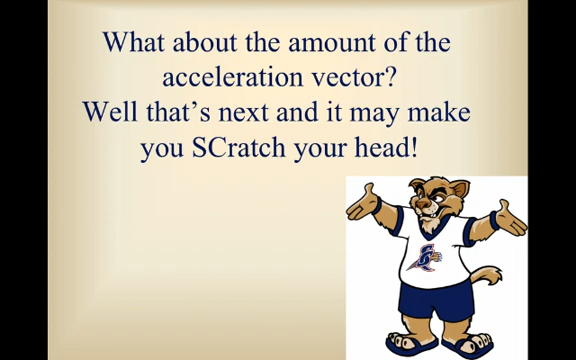 What about the amount of the
acceleration vector?
Well that's next and it may make
you SCratch your head!